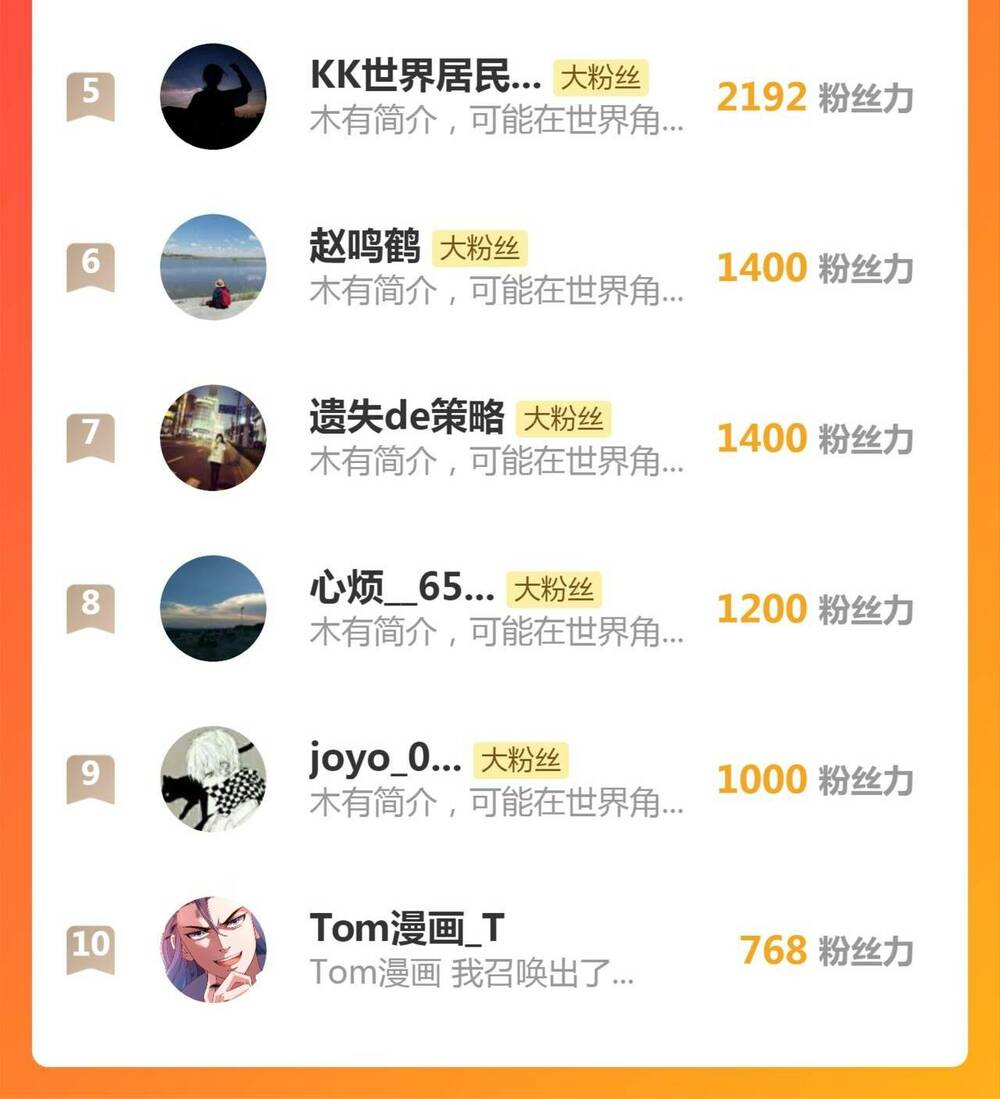 5
KK世界居民... 大粉丝
木有简介，可能在世界角...
2192 粉丝力
6
赵鸣鹤 大粉丝
木有简介，可能在世界角...
1400 粉丝力
7
遗失de策略 大粉丝
木有简介，可能在世界角...
1400 粉丝力
8
心烦__65... 大粉丝
木有简介，可能在世界角...
1200 粉丝力
9
joyo_0... 大粉丝
木有简介，可能在世界角...
1000 粉丝力
10
Tom漫画_T
Tom漫画 我召唤出了...
768 粉丝力